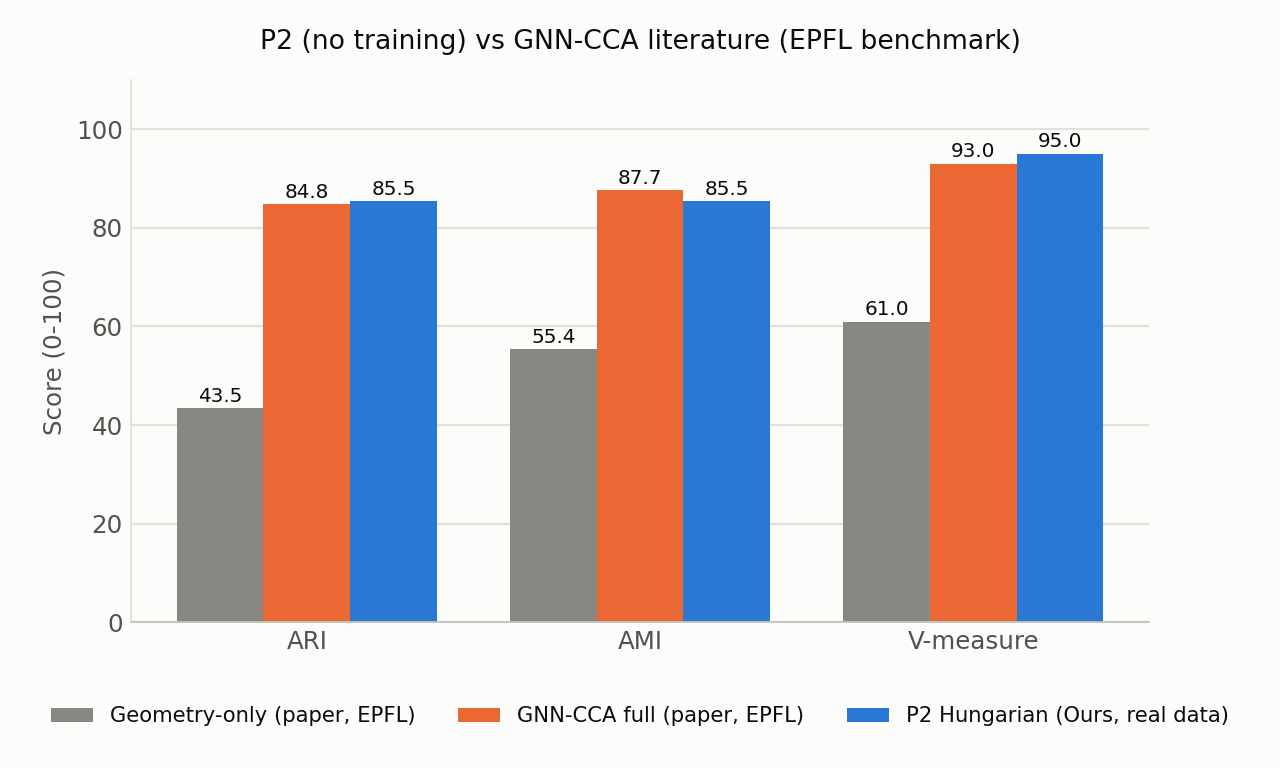 P2 (no training) vs GNN-CCA literature (EPFL benchmark)
Score (0-100)
100
80
60
40
20
0
43.5
84.8
85.5
55.4
87.7
85.5
61.0
93.0
95.0
ARI
AMI
V-measure
Geometry-only (paper, EPFL)
GNN-CCA full (paper, EPFL)
P2 Hungarian (Ours, real data)